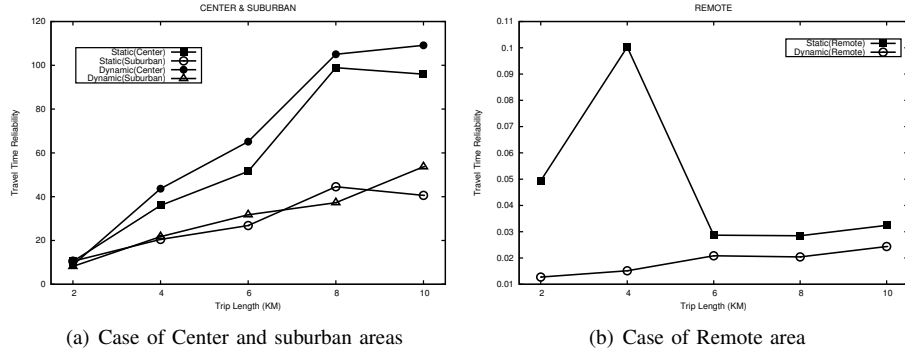 CENTER & SUBURBAN
120
100
80
60
40
20
0
Travel Time Reliability
Static(Center)
Static(Suburban)
Dynamic(Center)
Dynamic(Suburban)
2 4 6 8 10
Trip Length (KM)
(a) Case of Center and suburban areas
REMOTE
0.11
0.1
0.09
0.08
0.07
0.06
0.05
0.04
0.03
0.02
0.01
Travel Time Reliability
Static(Remote)
Dynamic(Remote)
2 4 6 8 10
Trip Length (KM)
(b) Case of Remote area